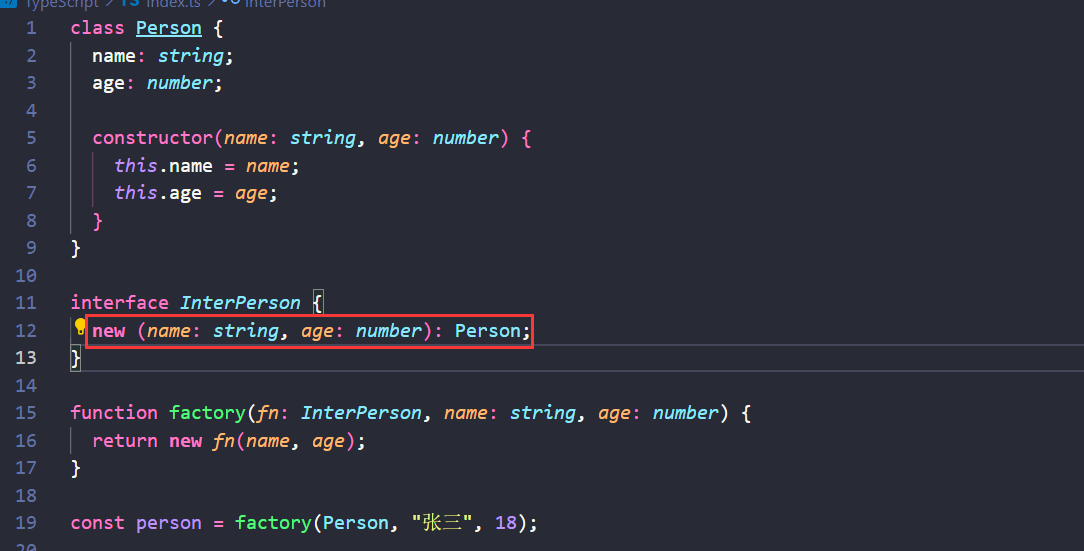 TypeScript > TS index.ts > InterPerson
1 class Person {
2 name: string;
3 age: number;
4
5 constructor(name: string, age: number) {
6 this.name = name;
7 this.age = age;
8 }
9 }
10
11 interface InterPerson {
12 new (name: string, age: number): Person;
13 }
14
15 function factory(fn: InterPerson, name: string, age: number) {
16 return new fn(name, age);
17 }
18
19 const person = factory(Person, "张三", 18);
20